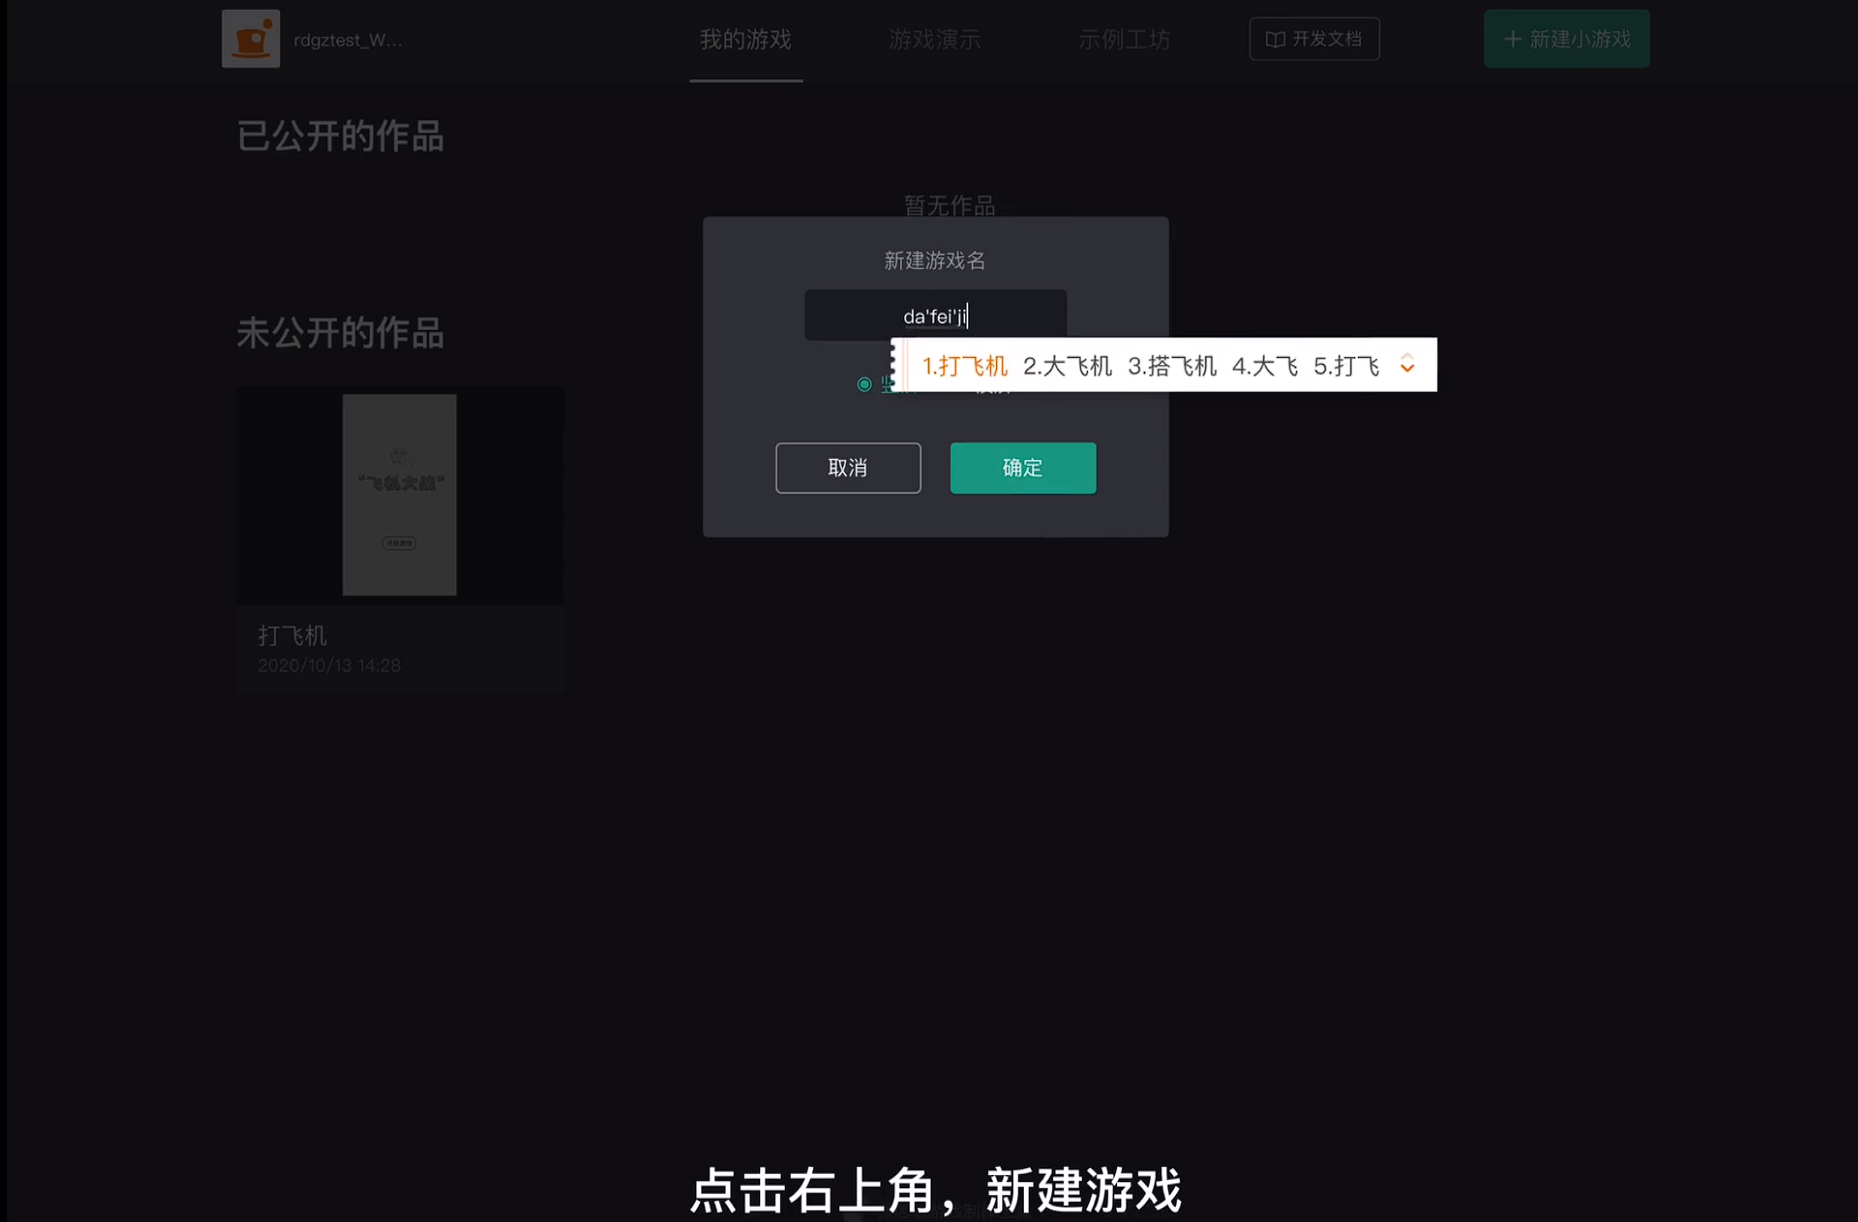 rdgztest_W...
我的游戏
游戏演示
示例工坊
开发文档
+ 新建小游戏
已公开的作品
暂无作品
新建游戏名
da'fei'ji
1.打飞机 2.大飞机 3.搭飞机 4.大飞 5.打飞
取消
确定
未公开的作品
“飞机大战”
打飞机
2020/10/13 14:28
点击右上角，新建游戏